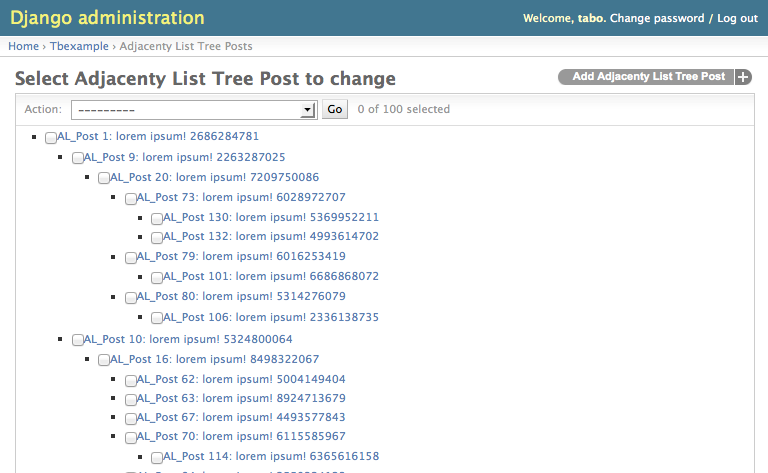 Django administration
Welcome, tabo. Change password / Log out
Home › Tbexample › Adjacenty List Tree Posts
Select Adjacenty List Tree Post to change
Add Adjacenty List Tree Post +
Action: --------- Go 0 of 100 selected
AL_Post 1: lorem ipsum! 2686284781
AL_Post 9: lorem ipsum! 2263287025
AL_Post 20: lorem ipsum! 7209750086
AL_Post 73: lorem ipsum! 6028972707
AL_Post 130: lorem ipsum! 5369952211
AL_Post 132: lorem ipsum! 4993614702
AL_Post 79: lorem ipsum! 6016253419
AL_Post 101: lorem ipsum! 6686868072
AL_Post 80: lorem ipsum! 5314276079
AL_Post 106: lorem ipsum! 2336138735
AL_Post 10: lorem ipsum! 5324800064
AL_Post 16: lorem ipsum! 8498322067
AL_Post 62: lorem ipsum! 5004149404
AL_Post 63: lorem ipsum! 8924713679
AL_Post 67: lorem ipsum! 4493577843
AL_Post 70: lorem ipsum! 6115585967
AL_Post 114: lorem ipsum! 6365616158